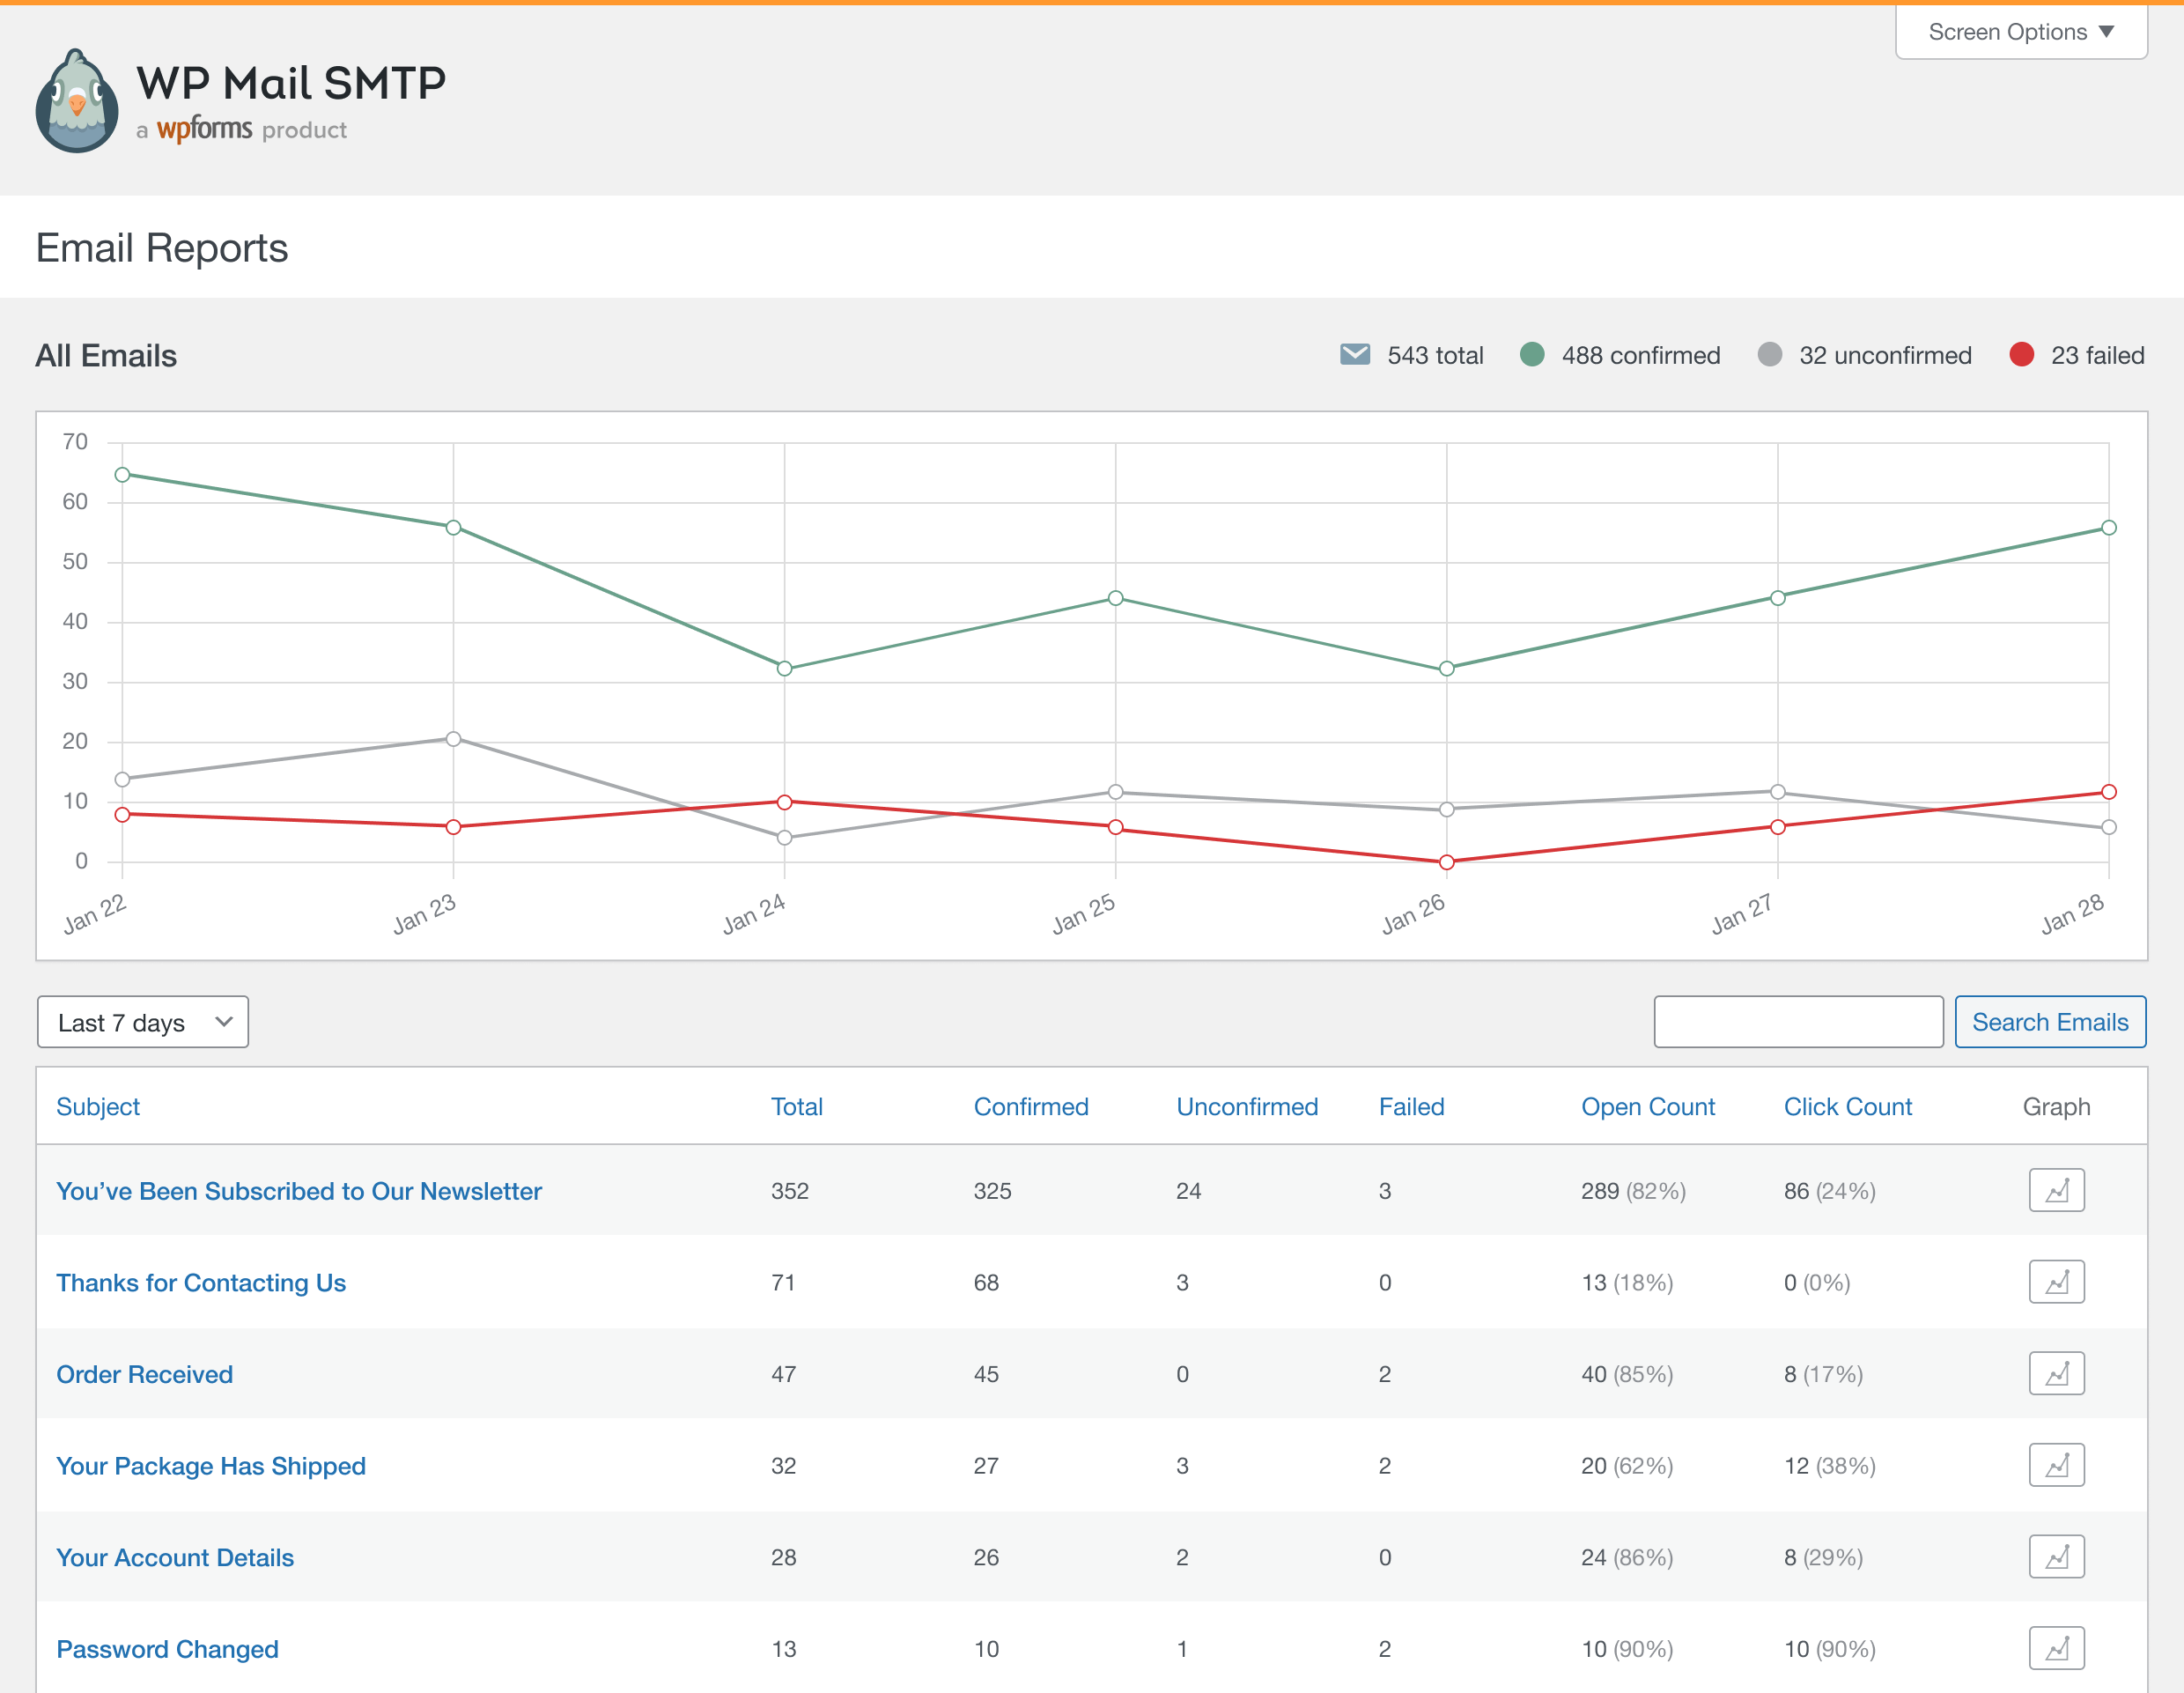 Screen Options ▼
WP Mail SMTP
a wpforms product
Email Reports
All Emails 543 total 488 confirmed 32 unconfirmed 23 failed
70
60
50
40
30
20
10
0
Jan 22 Jan 23 Jan 24 Jan 25 Jan 26 Jan 27 Jan 28
Last 7 days Search Emails
Subject Total Confirmed Unconfirmed Failed Open Count Click Count Graph
You’ve Been Subscribed to Our Newsletter 352 325 24 3 289 (82%) 86 (24%)
Thanks for Contacting Us 71 68 3 0 13 (18%) 0 (0%)
Order Received 47 45 0 2 40 (85%) 8 (17%)
Your Package Has Shipped 32 27 3 2 20 (62%) 12 (38%)
Your Account Details 28 26 2 0 24 (86%) 8 (29%)
Password Changed 13 10 1 2 10 (90%) 10 (90%)